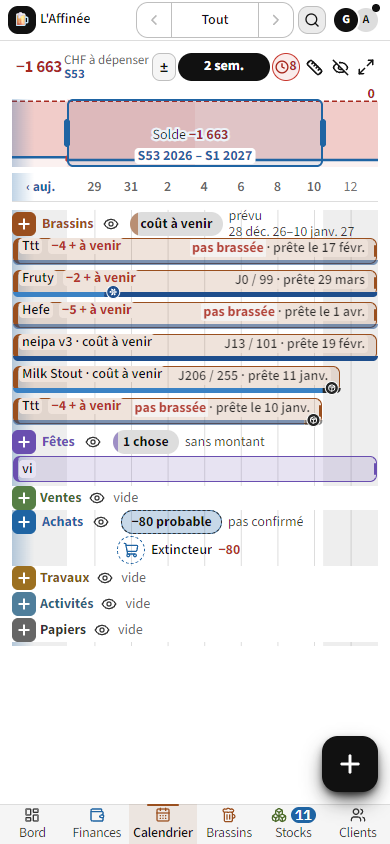 L'Affinée
Tout
G
A
−1 663 CHF à dépenser
S53
±
2 sem.
8
0
Solde −1 663
S53 2026 – S1 2027
‹ auj. 29 31 2 4 6 8 10 12
Brassins coût à venir prévu
28 déc. 26–10 janv. 27
Ttt −4 + à venir pas brassée · prête le 17 févr.
Fruty −2 + à venir J0 / 99 · prête 29 mars
Hefe −5 + à venir pas brassée · prête le 1 avr.
neipa v3 · coût à venir J13 / 101 · prête 19 févr.
Milk Stout · coût à venir J206 / 255 · prête 11 janv.
Ttt −4 + à venir pas brassée · prête le 10 janv.
Fêtes 1 chose sans montant
vi
Ventes vide
Achats −80 probable pas confirmé
Extincteur −80
Travaux vide
Activités vide
Papiers vide
Bord Finances Calendrier Brassins Stocks 11 Clients